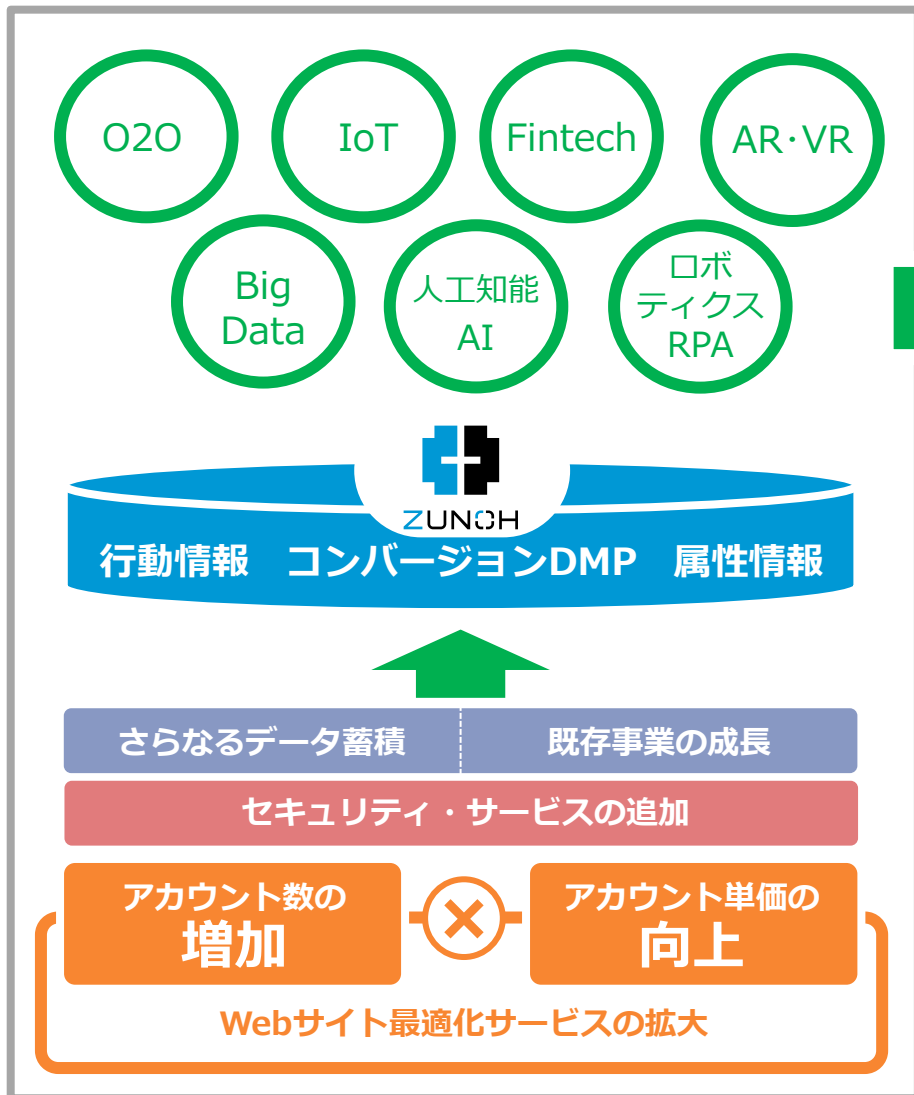 O2O
IoT
Fintech
AR・VR
Big
Data
人工知能
AI
ロボ
ティクス
RPA
ZUNOH
行動情報 コンバージョンDMP 属性情報
さらなるデータ蓄積
既存事業の成長
セキュリティ・サービスの追加
アカウント数の
増加
アカウント単価の
向上
Webサイト最適化サービスの拡大